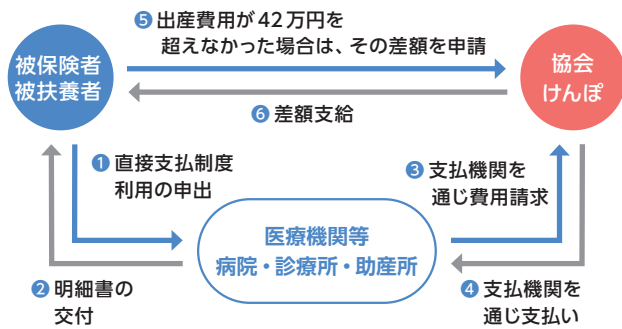 ❺ 出産費用が42万円を
超えなかった場合は、その差額を申請
被保険者
被扶養者
協会
けんぽ
❻ 差額支給
❶ 直接支払制度
利用の申出
❸ 支払機関を
通じ費用請求
医療機関等
病院・診療所・助産所
❷ 明細書の
交付
❹ 支払機関を
通じ支払い